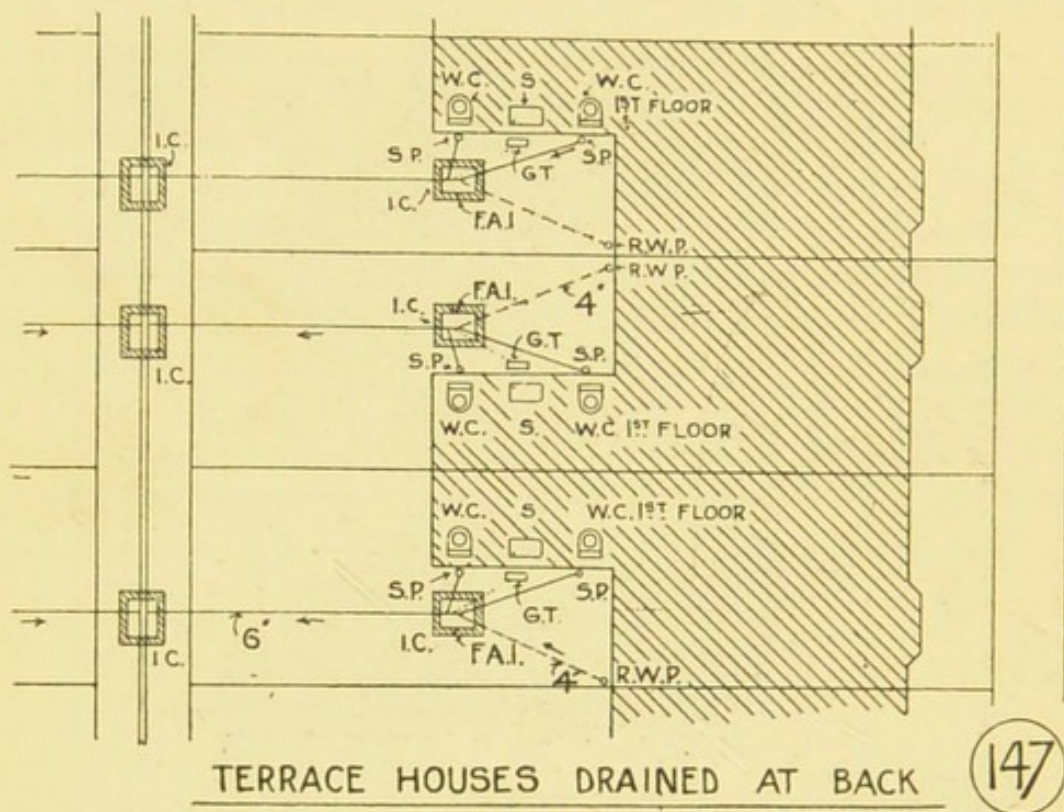 W.C. S W.C.
1ST FLOOR
I.C.
S.P. G.T S.P.
I.C. F.A.I
R.W.P.
R.W.P.
4"
I.C. F.A.I.
G.T
S.P. S.P.
I.C.
W.C. S. W.C 1ST FLOOR
W.C. S W.C. 1ST FLOOR
S.P. S.P.
G.T.
6"
I.C. F.A.I.
4" R.W.P.
I.C.
TERRACE HOUSES DRAINED AT BACK
147